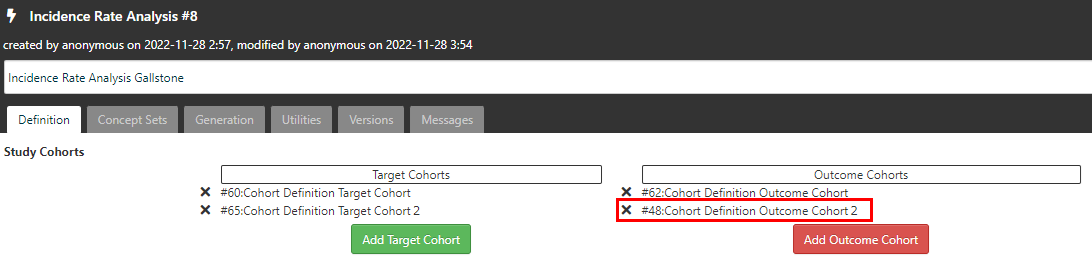 Incidence Rate Analysis #8
created by anonymous on 2022-11-28 2:57, modified by anonymous on 2022-11-28 3:54
Incidence Rate Analysis Gallstone
Definition Concept Sets Generation Utilities Versions Messages
Study Cohorts
Target Cohorts Outcome Cohorts
#60:Cohort Definition Target Cohort #62:Cohort Definition Outcome Cohort
#65:Cohort Definition Target Cohort 2 #48:Cohort Definition Outcome Cohort 2
Add Target Cohort Add Outcome Cohort